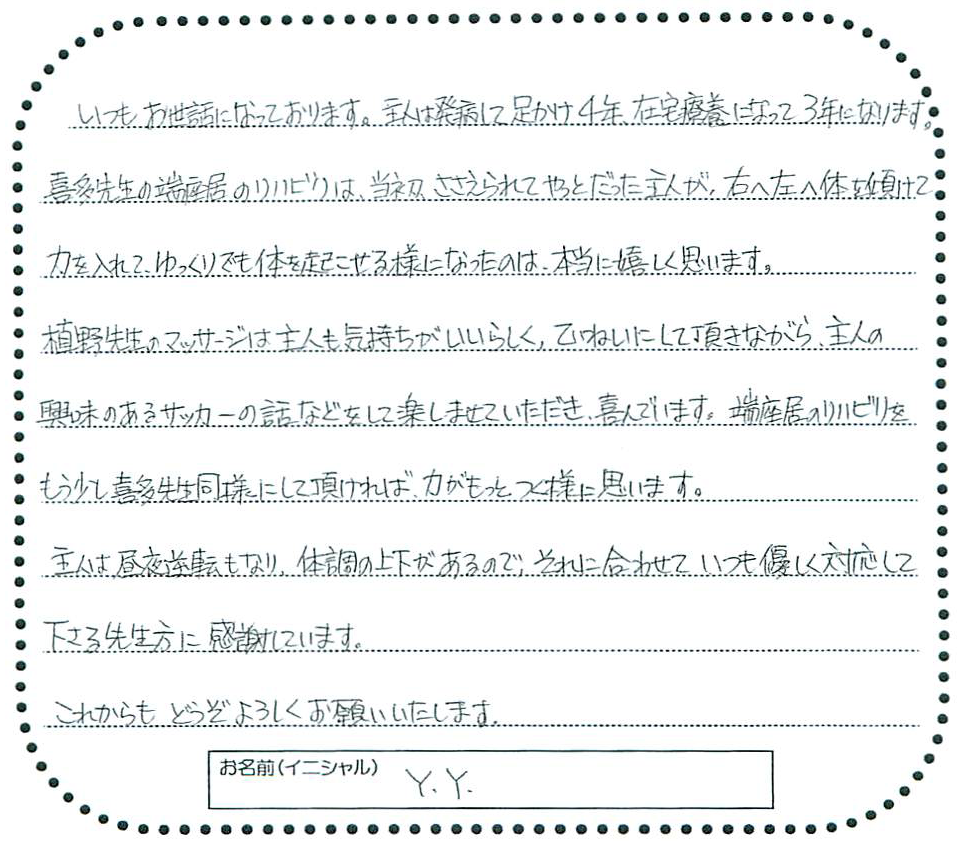 いつもお世話になっております。主人は発病して足かけ4年、在宅療養になって3年になります。
喜多先生の端座居のリハビリは、当初、ささえられてやっとだった主人が、右へ左へ体を傾けて
力を入れて、ゆっくりでも体を起こせる様になったのは、本当に嬉しく思います。
植野先生のマッサージは主人も気持ちがいいらしく、ていねいにして頂きながら、主人の
興味のあるサッカーの話などをして楽しませていただき、喜んでいます。端座居のリハビリを
もう少し喜多先生同様にして頂ければ、力がもっとつく様に思います。
主人は昼夜逆転もなり、体調の上下があるので、それに合わせていつも優しく対応して
下さる先生方に感謝しています。
これからもどうぞよろしくお願いいたします。
お名前(イニシャル) Y.Y.